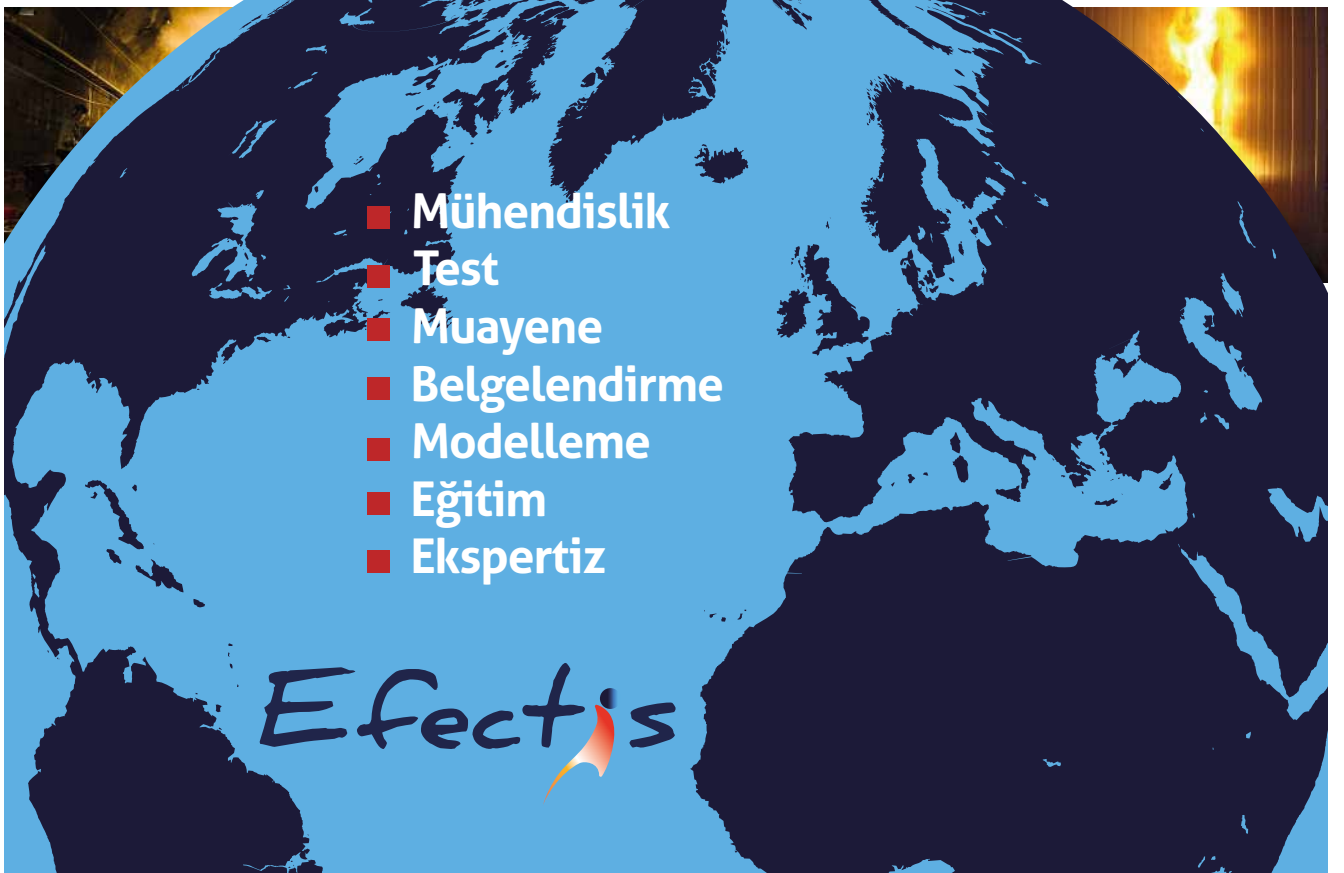 Mühendislik
Test
Muayene
Belgelendirme
Modelleme
Eğitim
Ekspertiz
Efectis